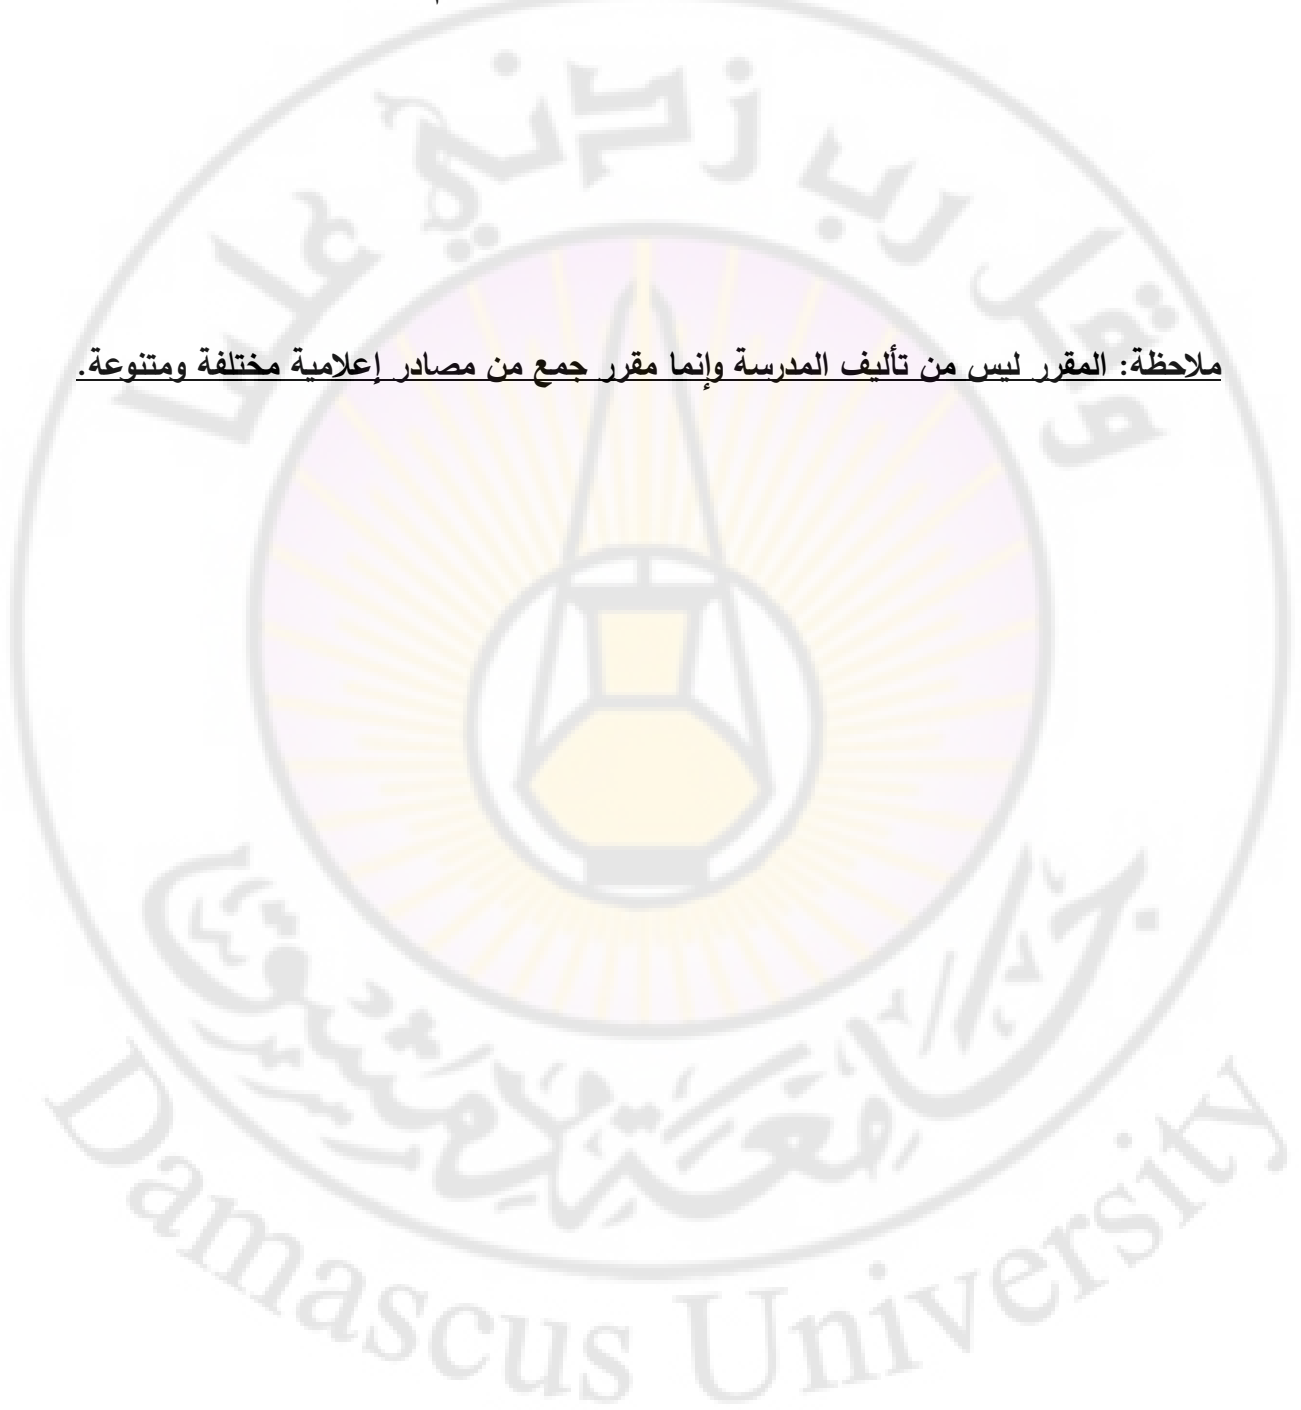 وقل رب زدني علما
ملاحظة: المقرر ليس من تأليف المدرسة وإنما مقرر جمع من مصادر إعلامية مختلفة ومتنوعة.
جامعة دمشق
Damascus University